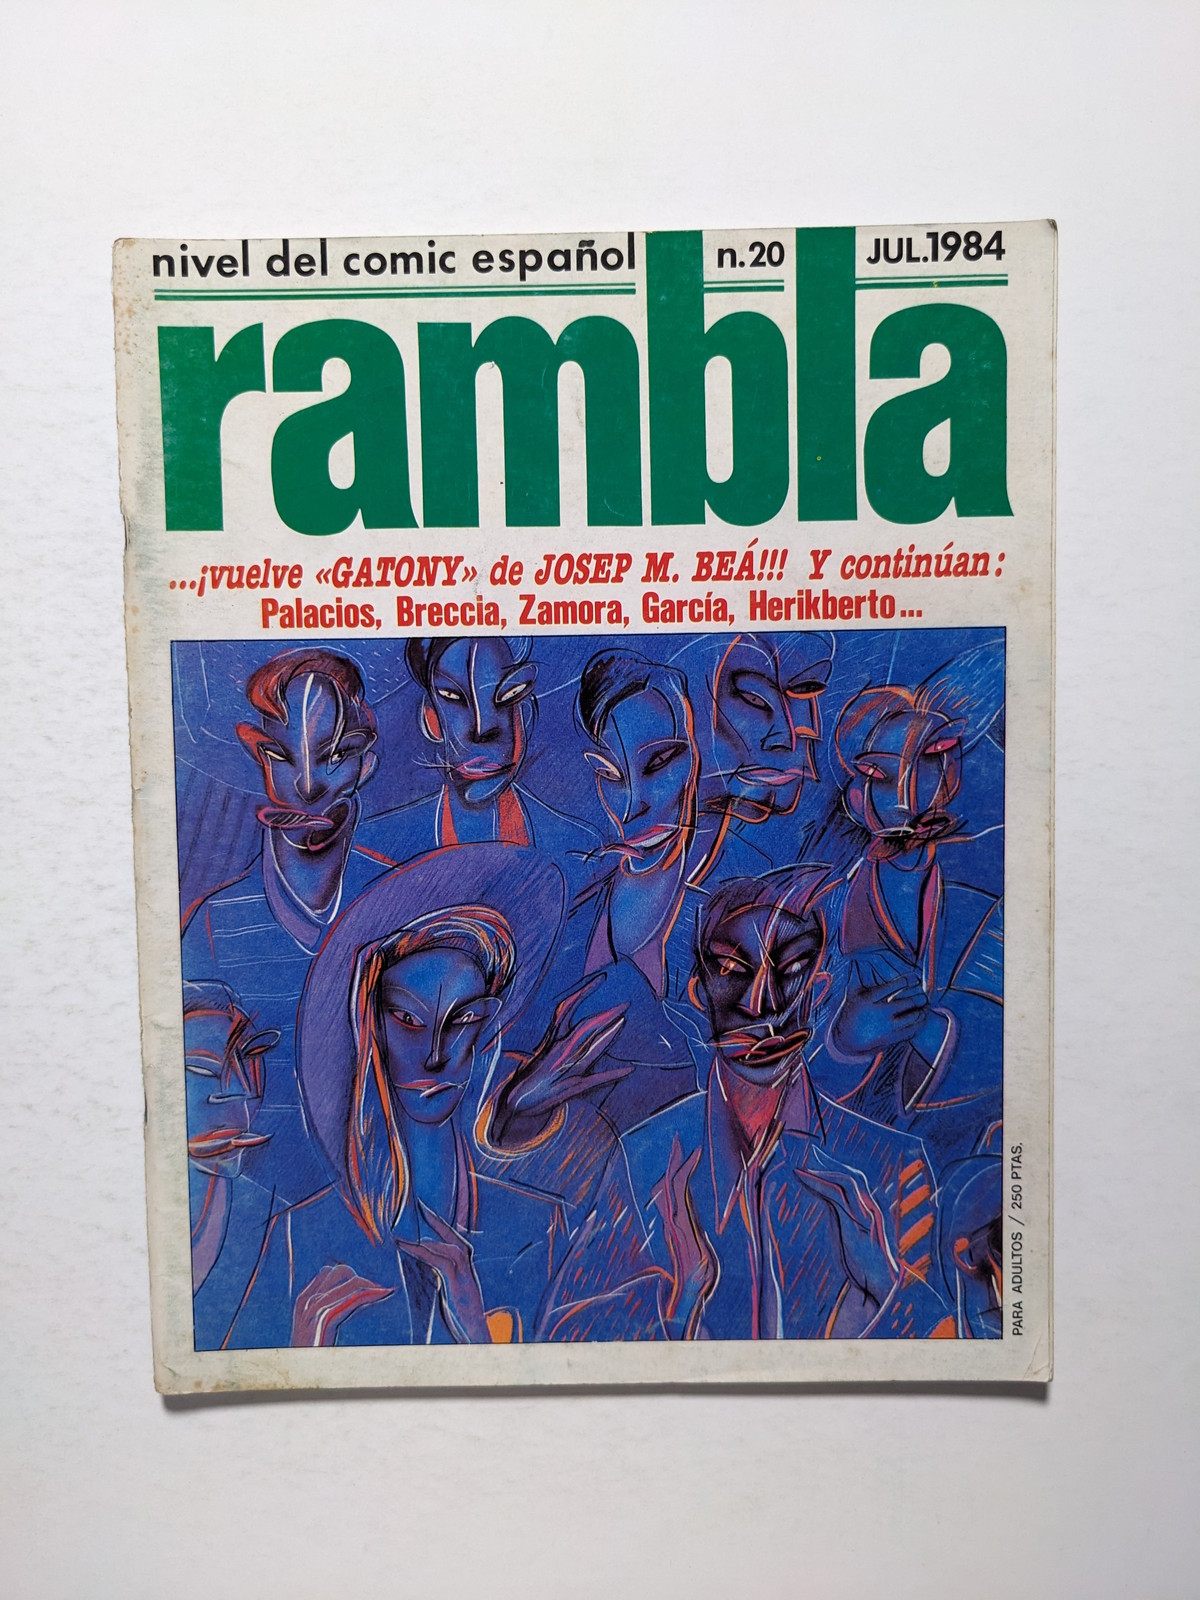 nivel del comic español
n.20
JUL.1984
rambla
...¡vuelve «GATONY» de JOSEP M. BEÁ!!! Y continúan:
Palacios, Breccia, Zamora, García, Herikberto...
PARA ADULTOS / 250 PTAS.